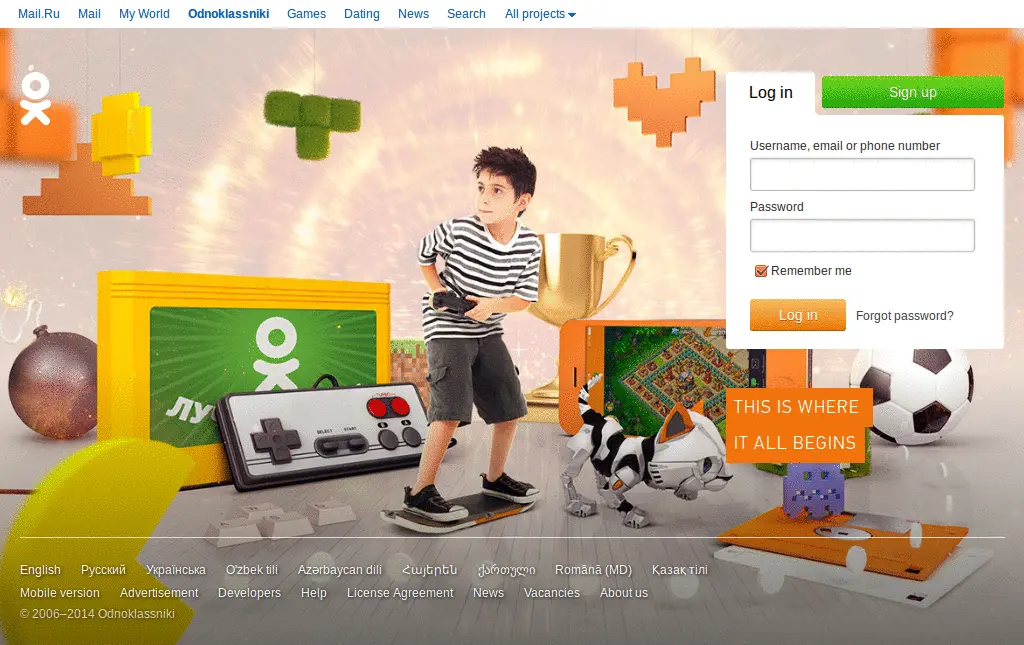 Mail.Ru Mail My World Odnoklassniki Games Dating News Search All projects
Log in
Sign up
Username, email or phone number
Password
Remember me
Log in Forgot password?
ЛУ
SELECT START
THIS IS WHERE
IT ALL BEGINS
English Русский Українська O'zbek tili Azərbaycan dili Հայերեն ქართული Română (MD) Қазақ тілі
Mobile version Advertisement Developers Help License Agreement News Vacancies About us
© 2006–2014 Odnoklassniki